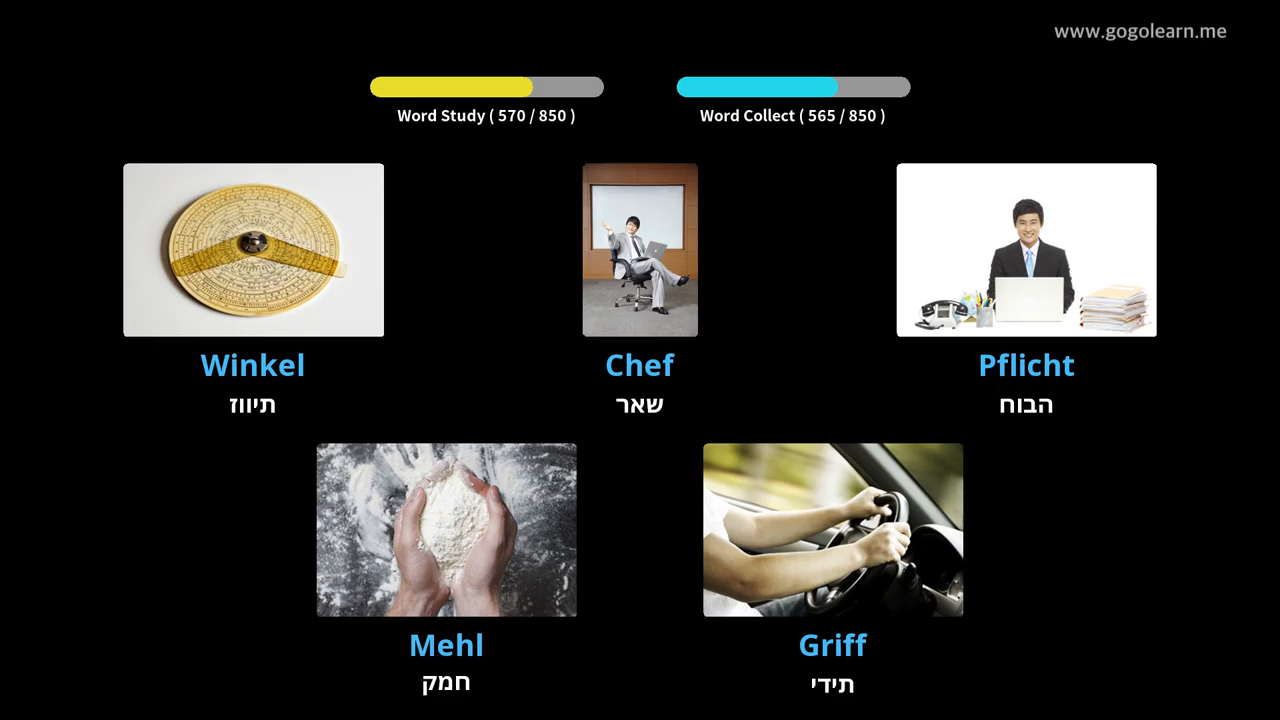 www.gogolearn.me
Word Study ( 570 / 850 )
Word Collect ( 565 / 850 )
Winkel
תיווז
Chef
שאר
Pflicht
הבוח
Mehl
חמק
Griff
תידי